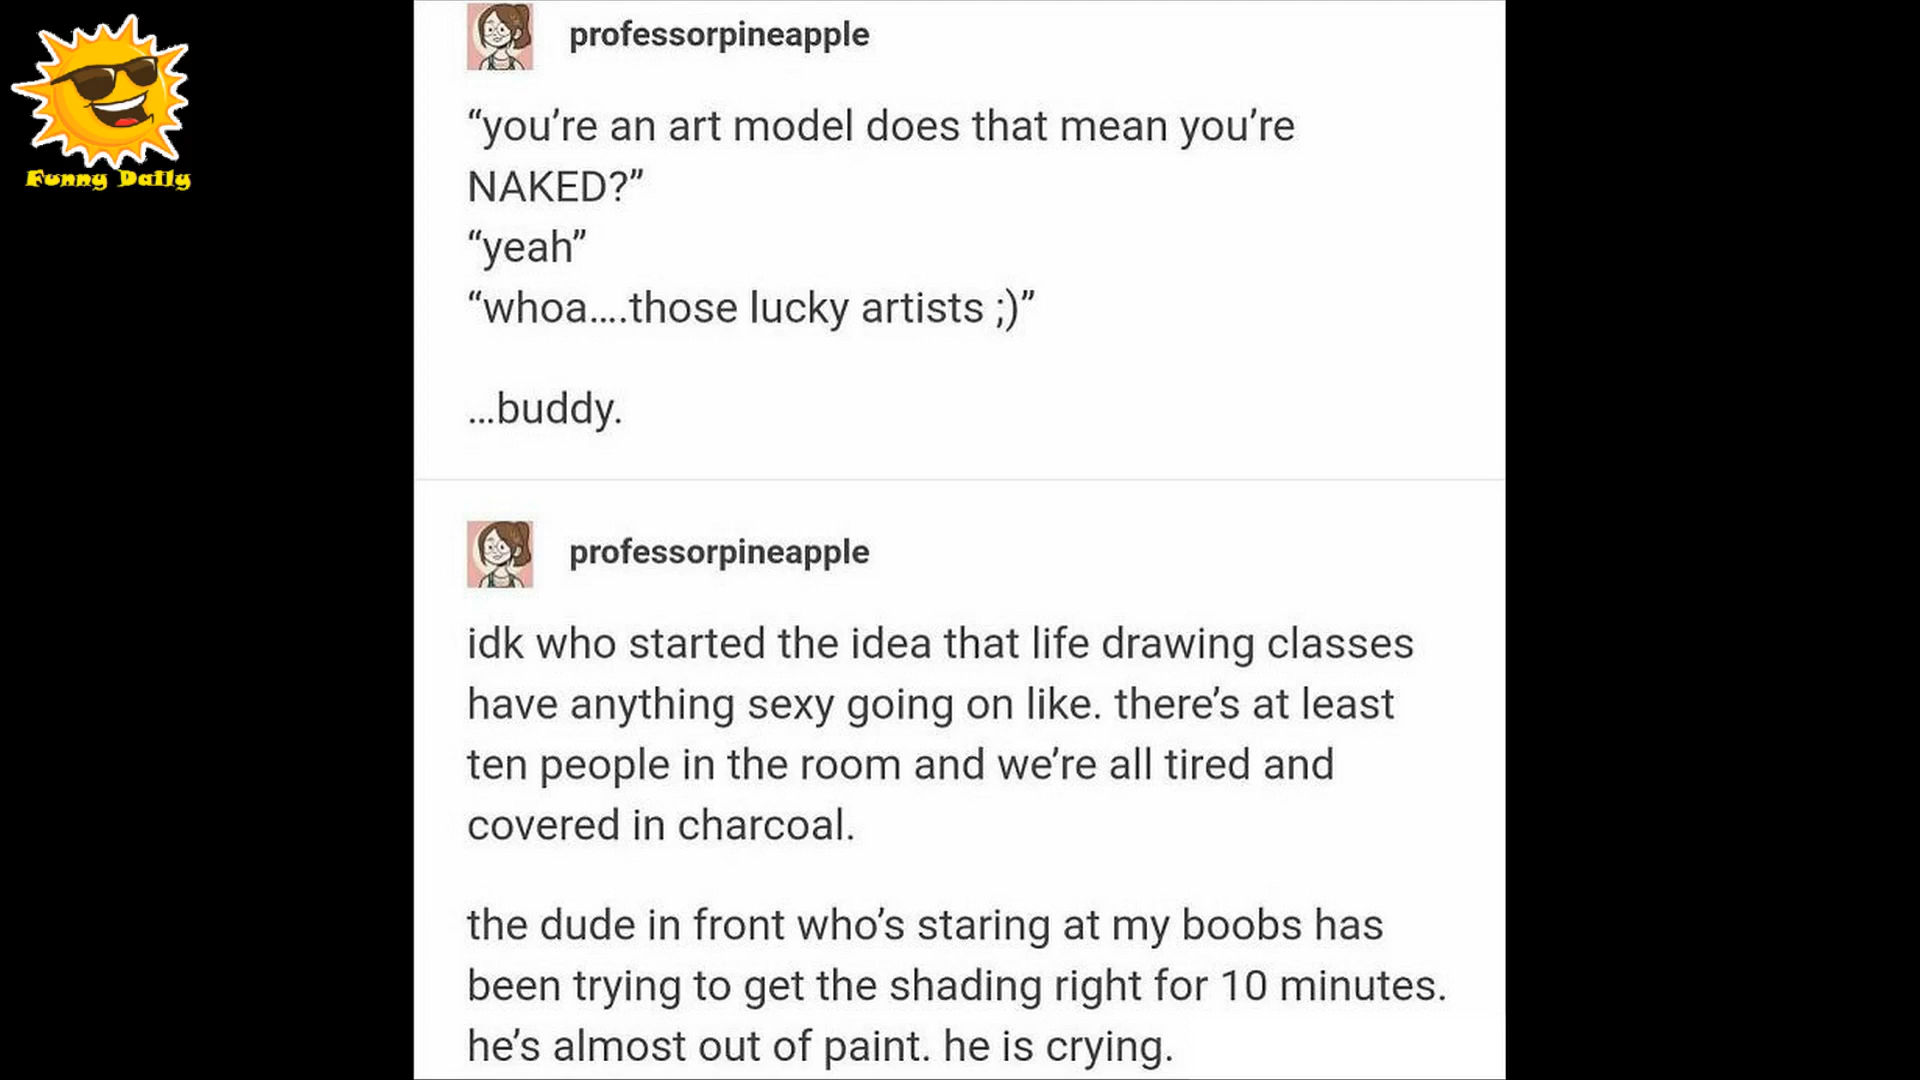 Funny Daily
professorpineapple
“you’re an art model does that mean you’re
NAKED?”
“yeah”
“whoa....those lucky artists ;)”
...buddy.
professorpineapple
idk who started the idea that life drawing classes
have anything sexy going on like. there’s at least
ten people in the room and we’re all tired and
covered in charcoal.
the dude in front who’s staring at my boobs has
been trying to get the shading right for 10 minutes.
he’s almost out of paint. he is crying.